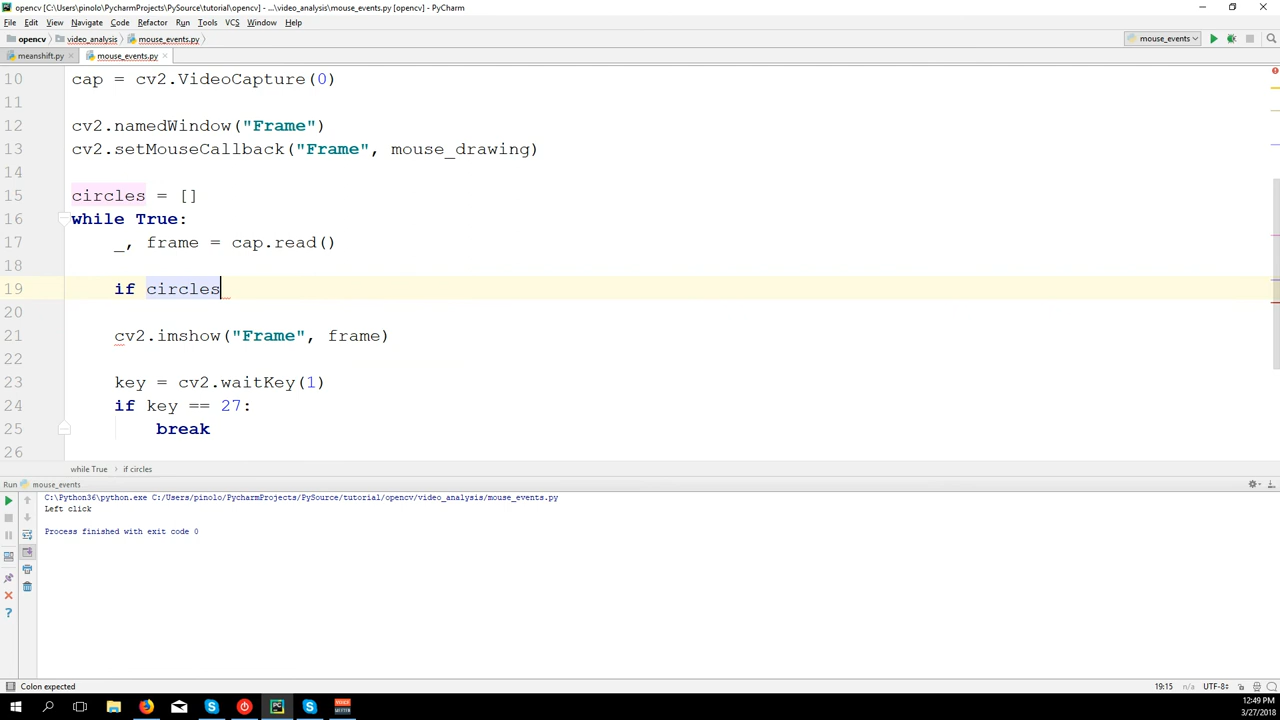 opencv [C:\Users\pinolo\PycharmProjects\PySource\tutorial\opencv] - ...\video_analysis\mouse_events.py [opencv] - PyCharm
File Edit View Navigate Code Refactor Run Tools VCS Window Help
opencv video_analysis mouse_events.py mouse_events
meanshift.py mouse_events.py
10 cap = cv2.VideoCapture(0)
11
12 cv2.namedWindow("Frame")
13 cv2.setMouseCallback("Frame", mouse_drawing)
14
15 circles = []
16 while True:
17 _, frame = cap.read()
18
19 if circles
20
21 cv2.imshow("Frame", frame)
22
23 key = cv2.waitKey(1)
24 if key == 27:
25 break
26
while True if circles
Run mouse_events
C:\Python36\python.exe C:/Users/pinolo/PycharmProjects/PySource/tutorial/opencv/video_analysis/mouse_events.py
Left click
Process finished with exit code 0
Colon expected 19:15 n/a UTF-8
12:49 PM
3/27/2018